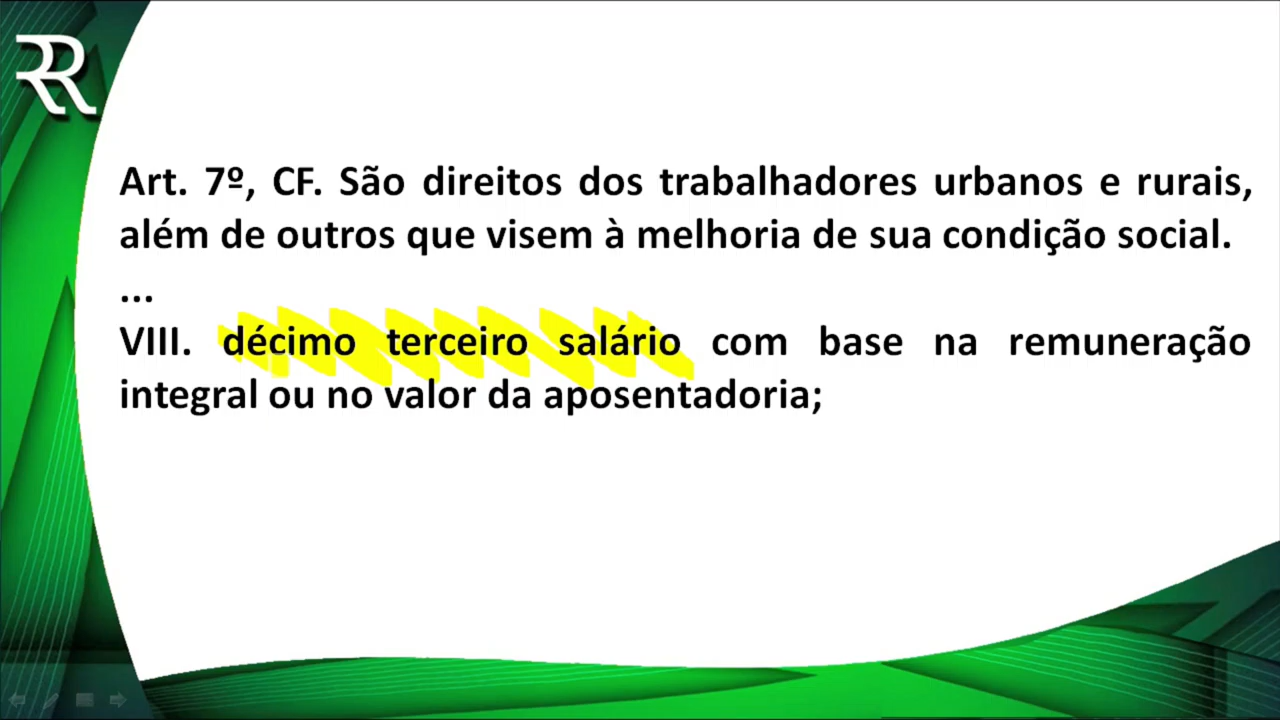 Art. 7º, CF. São direitos dos trabalhadores urbanos e rurais,
além de outros que visem à melhoria de sua condição social.
...
VIII. décimo terceiro salário com base na remuneração
integral ou no valor da aposentadoria;